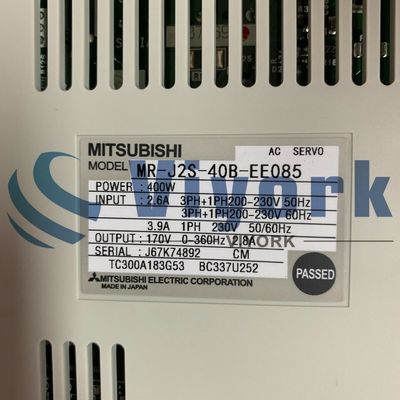 MITSUBISHI
AC SERVO
MODEL MR-J2S-40B-EE085
POWER : 400W
INPUT : 2.6A 3PH+1PH200-230V 50Hz
3PH+1PH200-230V 60Hz
3.9A 1PH 230V 50/60Hz
OUTPUT : 170V 0-360Hz 2.8A
SERIAL : J67K74892 CM
TC300A183G53 BC337U252
PASSED
MITSUBISHI ELECTRIC CORPORATION
MADE IN JAPAN
Viyork
VIYORK